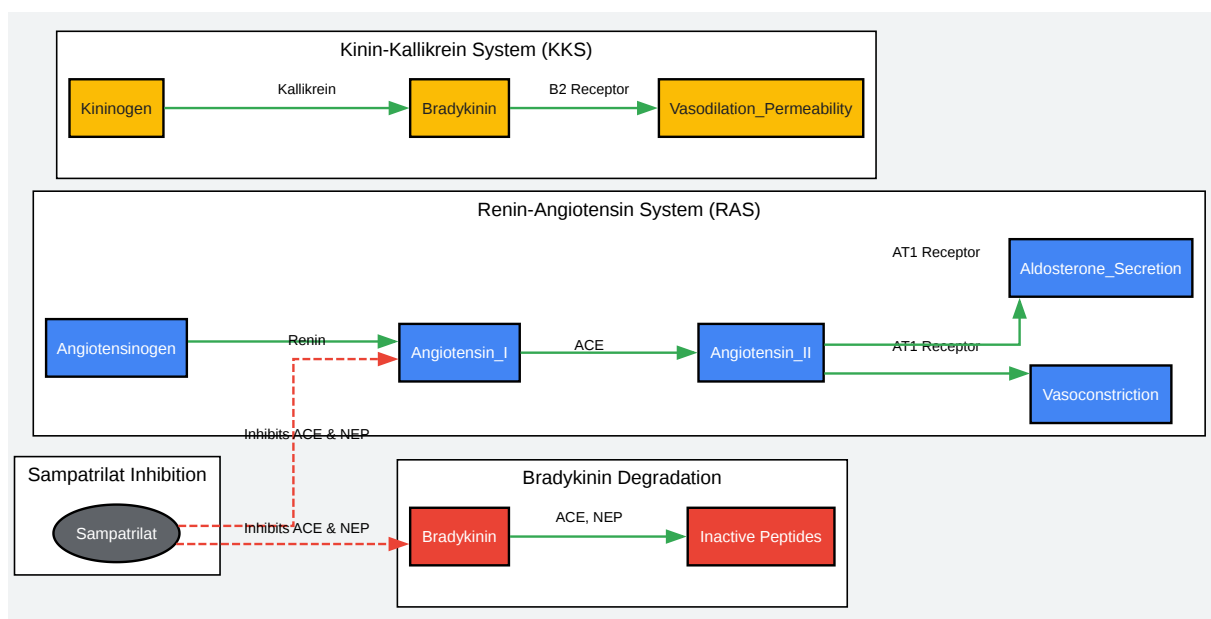 Kinin-Kallikrein System (KKS)
Kininogen
Kallikrein
Bradykinin
B2 Receptor
Vasodilation_Permeability
Renin-Angiotensin System (RAS)
AT1 Receptor
Aldosterone_Secretion
Angiotensinogen
Renin
Angiotensin_I
ACE
Angiotensin_II
AT1 Receptor
Vasoconstriction
Inhibits ACE & NEP
Sampatrilat Inhibition
Sampatrilat
Inhibits ACE & NEP
Bradykinin Degradation
Bradykinin
ACE, NEP
Inactive Peptides